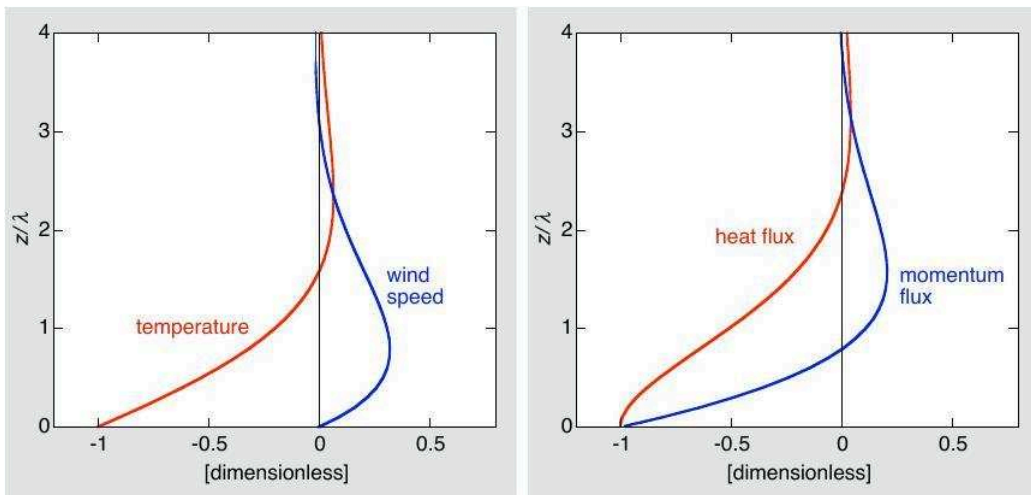 4
3
2
1
0
z/λ
temperature
wind
speed
-1
-0.5
0
0.5
[dimensionless]
4
3
2
1
0
z/λ
heat flux
momentum
flux
-1
-0.5
0
0.5
[dimensionless]